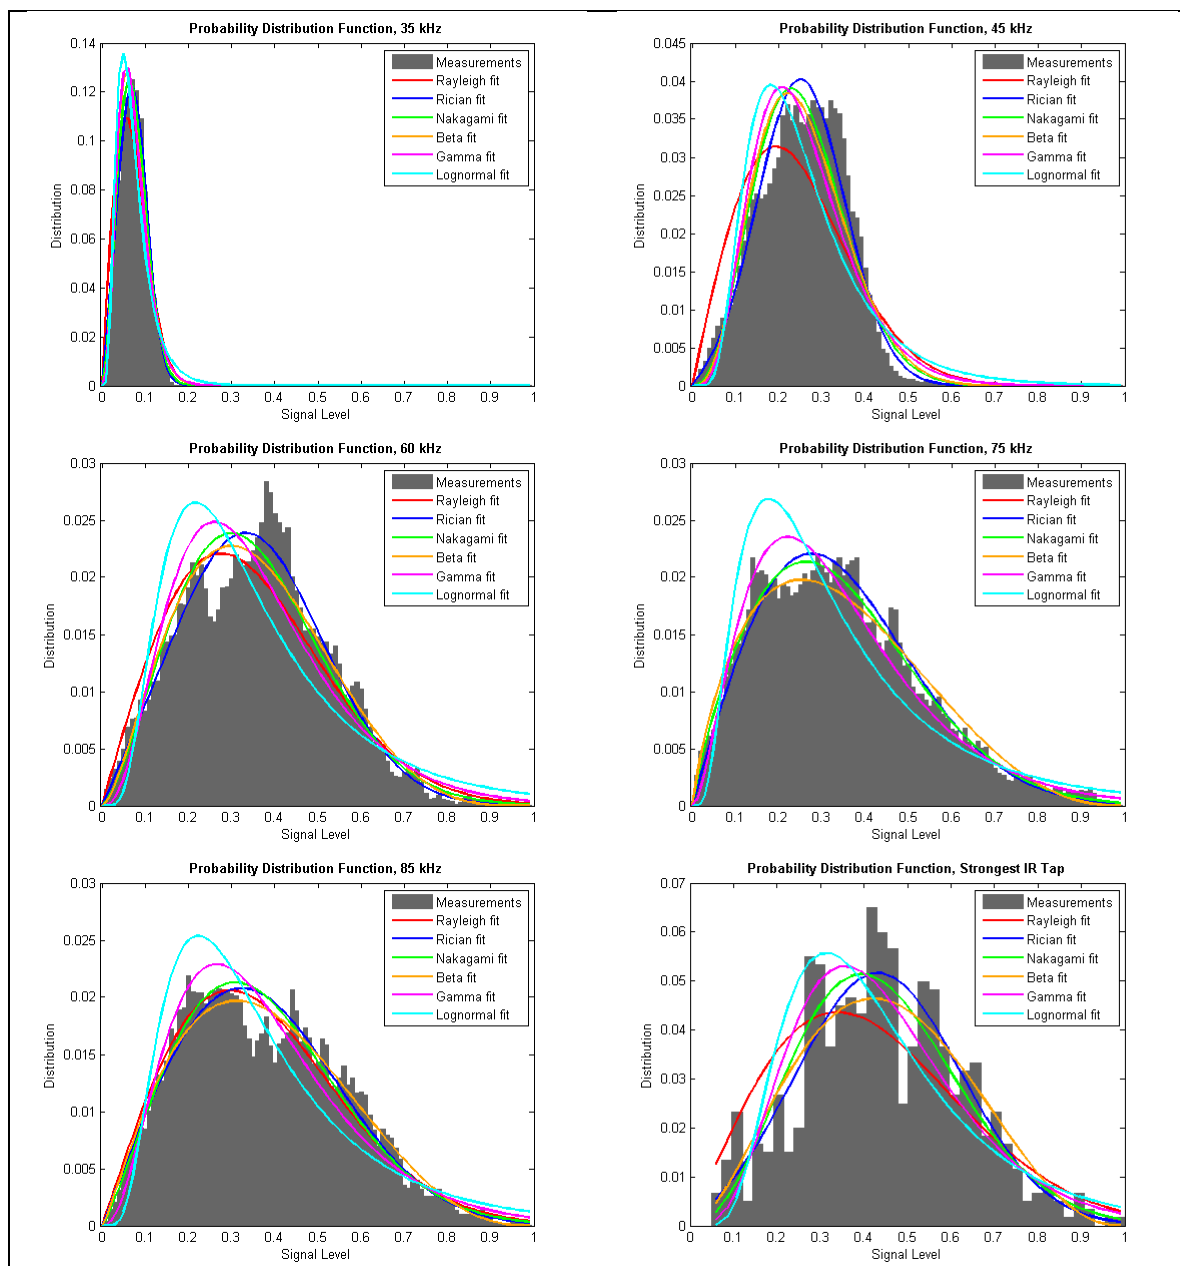 Probability Distribution Function, 35 kHz
0.14
0.12
0.1
0.08
0.06
0.04
0.02
0
Distribution
Measurements
Rayleigh fit
Rician fit
Nakagami fit
Beta fit
Gamma fit
Lognormal fit
0 0.1 0.2 0.3 0.4 0.5 0.6 0.7 0.8 0.9 1
Signal Level
Probability Distribution Function, 45 kHz
0.045
0.04
0.035
0.03
0.025
0.02
0.015
0.01
0.005
0
Distribution
Measurements
Rayleigh fit
Rician fit
Nakagami fit
Beta fit
Gamma fit
Lognormal fit
0 0.1 0.2 0.3 0.4 0.5 0.6 0.7 0.8 0.9 1
Signal Level
Probability Distribution Function, 60 kHz
0.03
0.025
0.02
0.015
0.01
0.005
0
Distribution
Measurements
Rayleigh fit
Rician fit
Nakagami fit
Beta fit
Gamma fit
Lognormal fit
0 0.1 0.2 0.3 0.4 0.5 0.6 0.7 0.8 0.9 1
Signal Level
Probability Distribution Function, 75 kHz
0.03
0.025
0.02
0.015
0.01
0.005
0
Distribution
Measurements
Rayleigh fit
Rician fit
Nakagami fit
Beta fit
Gamma fit
Lognormal fit
0 0.1 0.2 0.3 0.4 0.5 0.6 0.7 0.8 0.9 1
Signal Level
Probability Distribution Function, 85 kHz
0.03
0.025
0.02
0.015
0.01
0.005
0
Distribution
Measurements
Rayleigh fit
Rician fit
Nakagami fit
Beta fit
Gamma fit
Lognormal fit
0 0.1 0.2 0.3 0.4 0.5 0.6 0.7 0.8 0.9 1
Signal Level
Probability Distribution Function, Strongest IR Tap
0.07
0.06
0.05
0.04
0.03
0.02
0.01
0
Distribution
Measurements
Rayleigh fit
Rician fit
Nakagami fit
Beta fit
Gamma fit
Lognormal fit
0 0.1 0.2 0.3 0.4 0.5 0.6 0.7 0.8 0.9 1
Signal Level